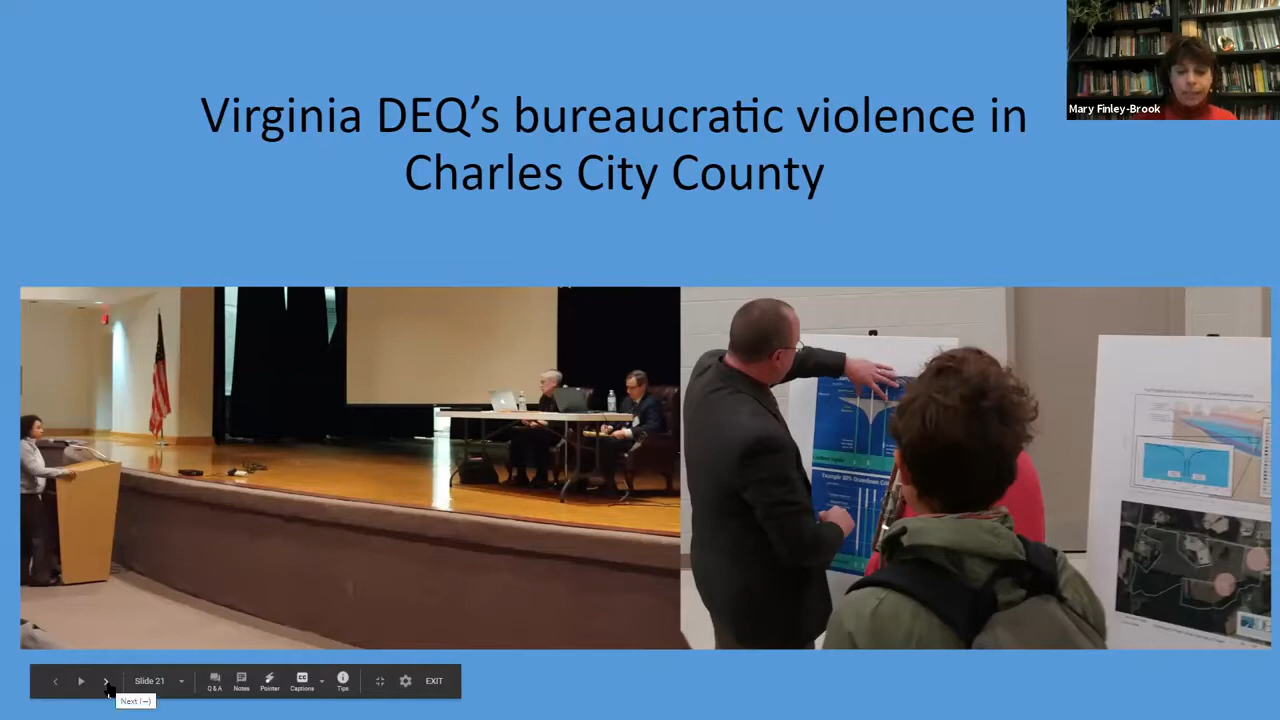 Virginia DEQ’s bureaucratic violence in
Charles City County
Mary Finley-Brook
Slide 21
Q & A
Notes
Pointer
Captions
Tips
EXIT
Next (→)